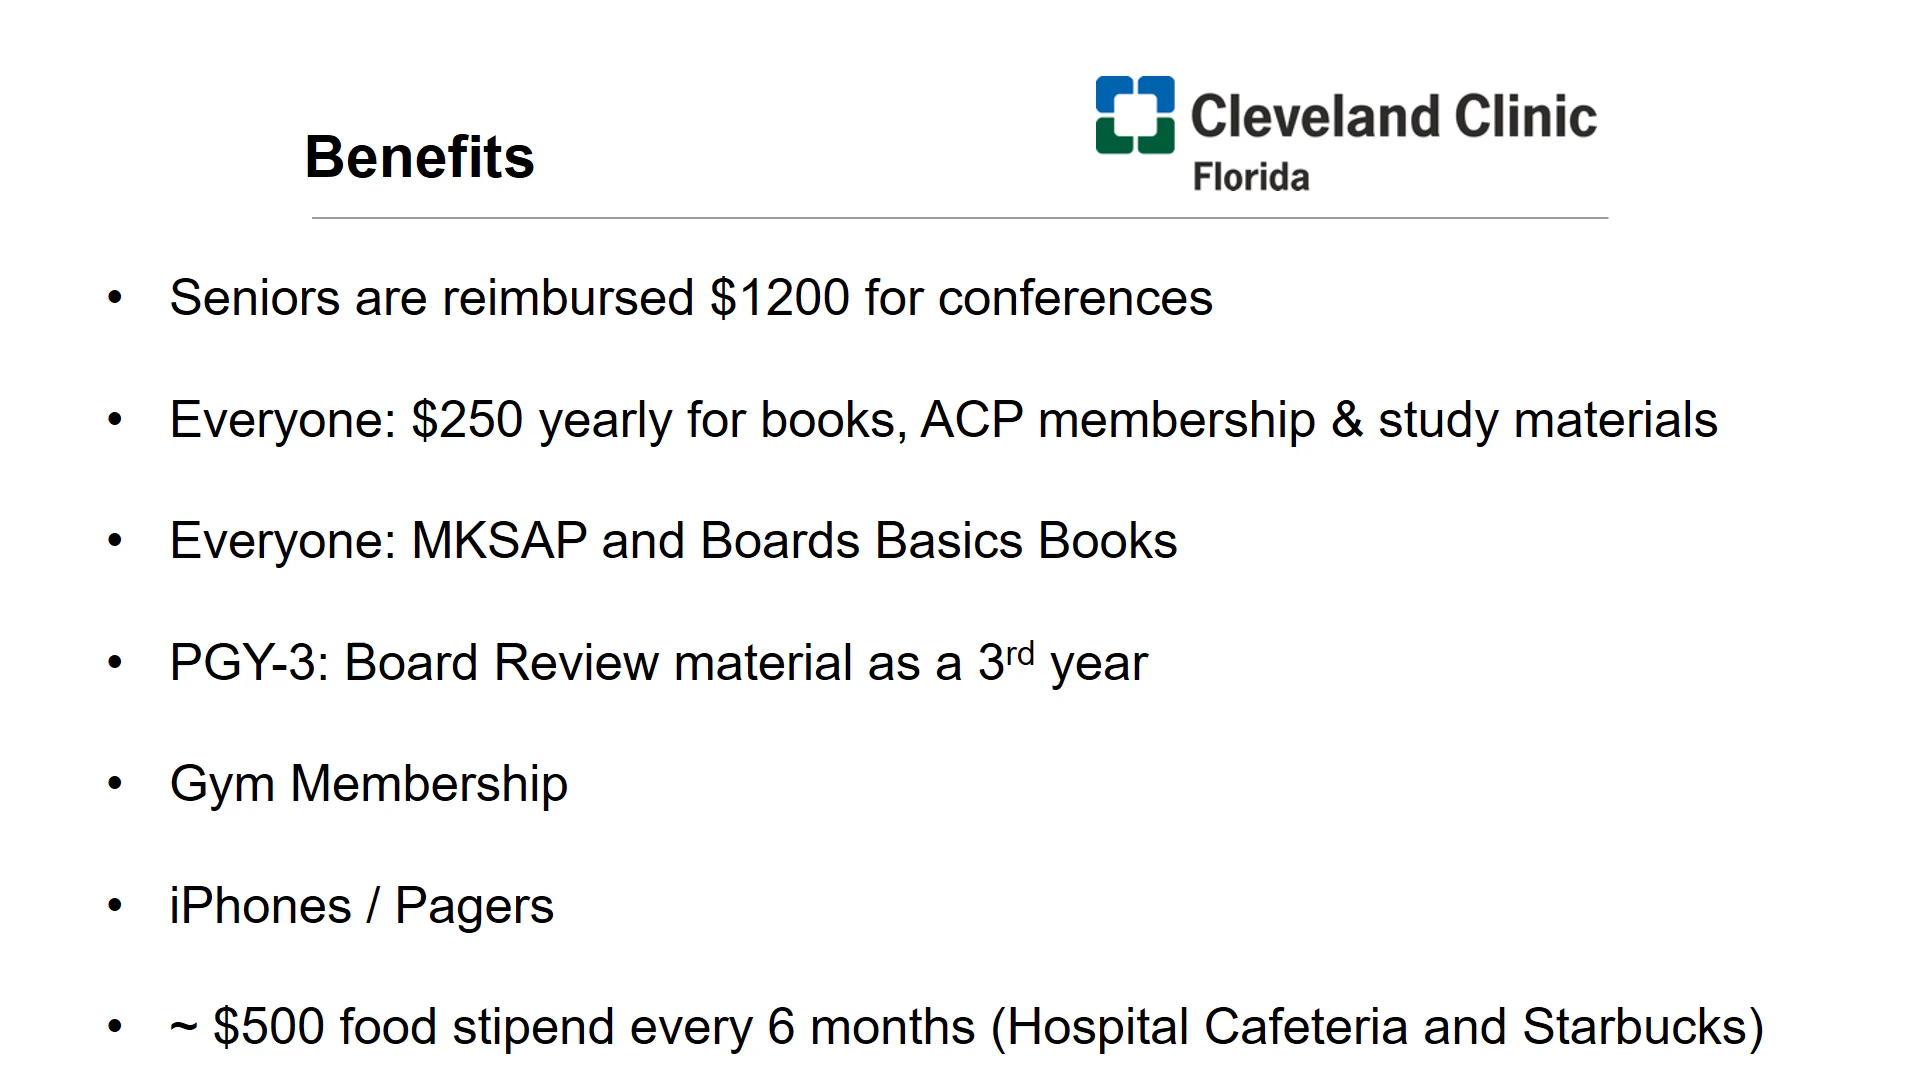 Benefits
Cleveland Clinic
Florida
• Seniors are reimbursed $1200 for conferences
• Everyone: $250 yearly for books, ACP membership & study materials
• Everyone: MKSAP and Boards Basics Books
• PGY-3: Board Review material as a 3rd year
• Gym Membership
• iPhones / Pagers
• ~ $500 food stipend every 6 months (Hospital Cafeteria and Starbucks)